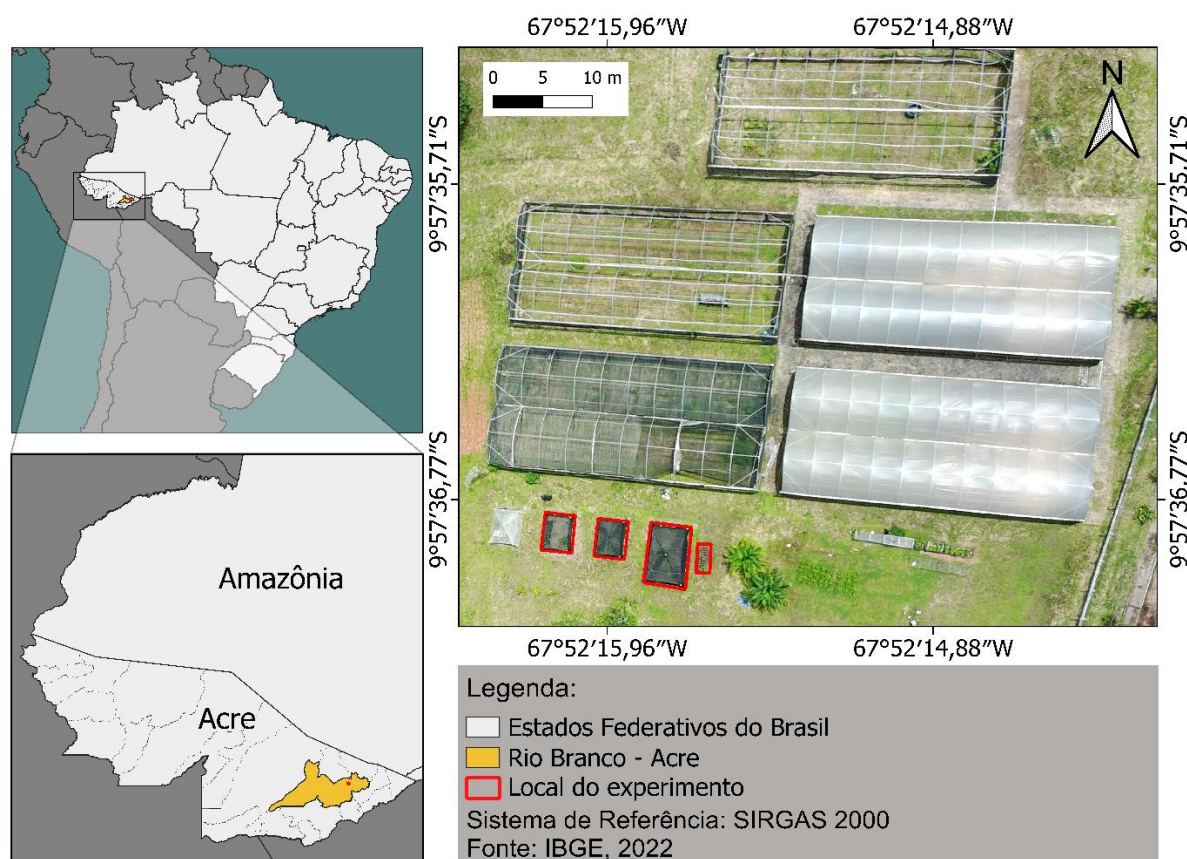 67°52′15,96″W 67°52′14,88″W
0 5 10 m
N
9°57′35.71″S 9°57′35.71″S
9°57′36,77″S 9°57′36,77″S
67°52′15,96″W 67°52′14,88″W
Amazônia
Acre
Legenda:
Estados Federativos do Brasil
Rio Branco - Acre
Local do experimento
Sistema de Referência: SIRGAS 2000
Fonte: IBGE, 2022